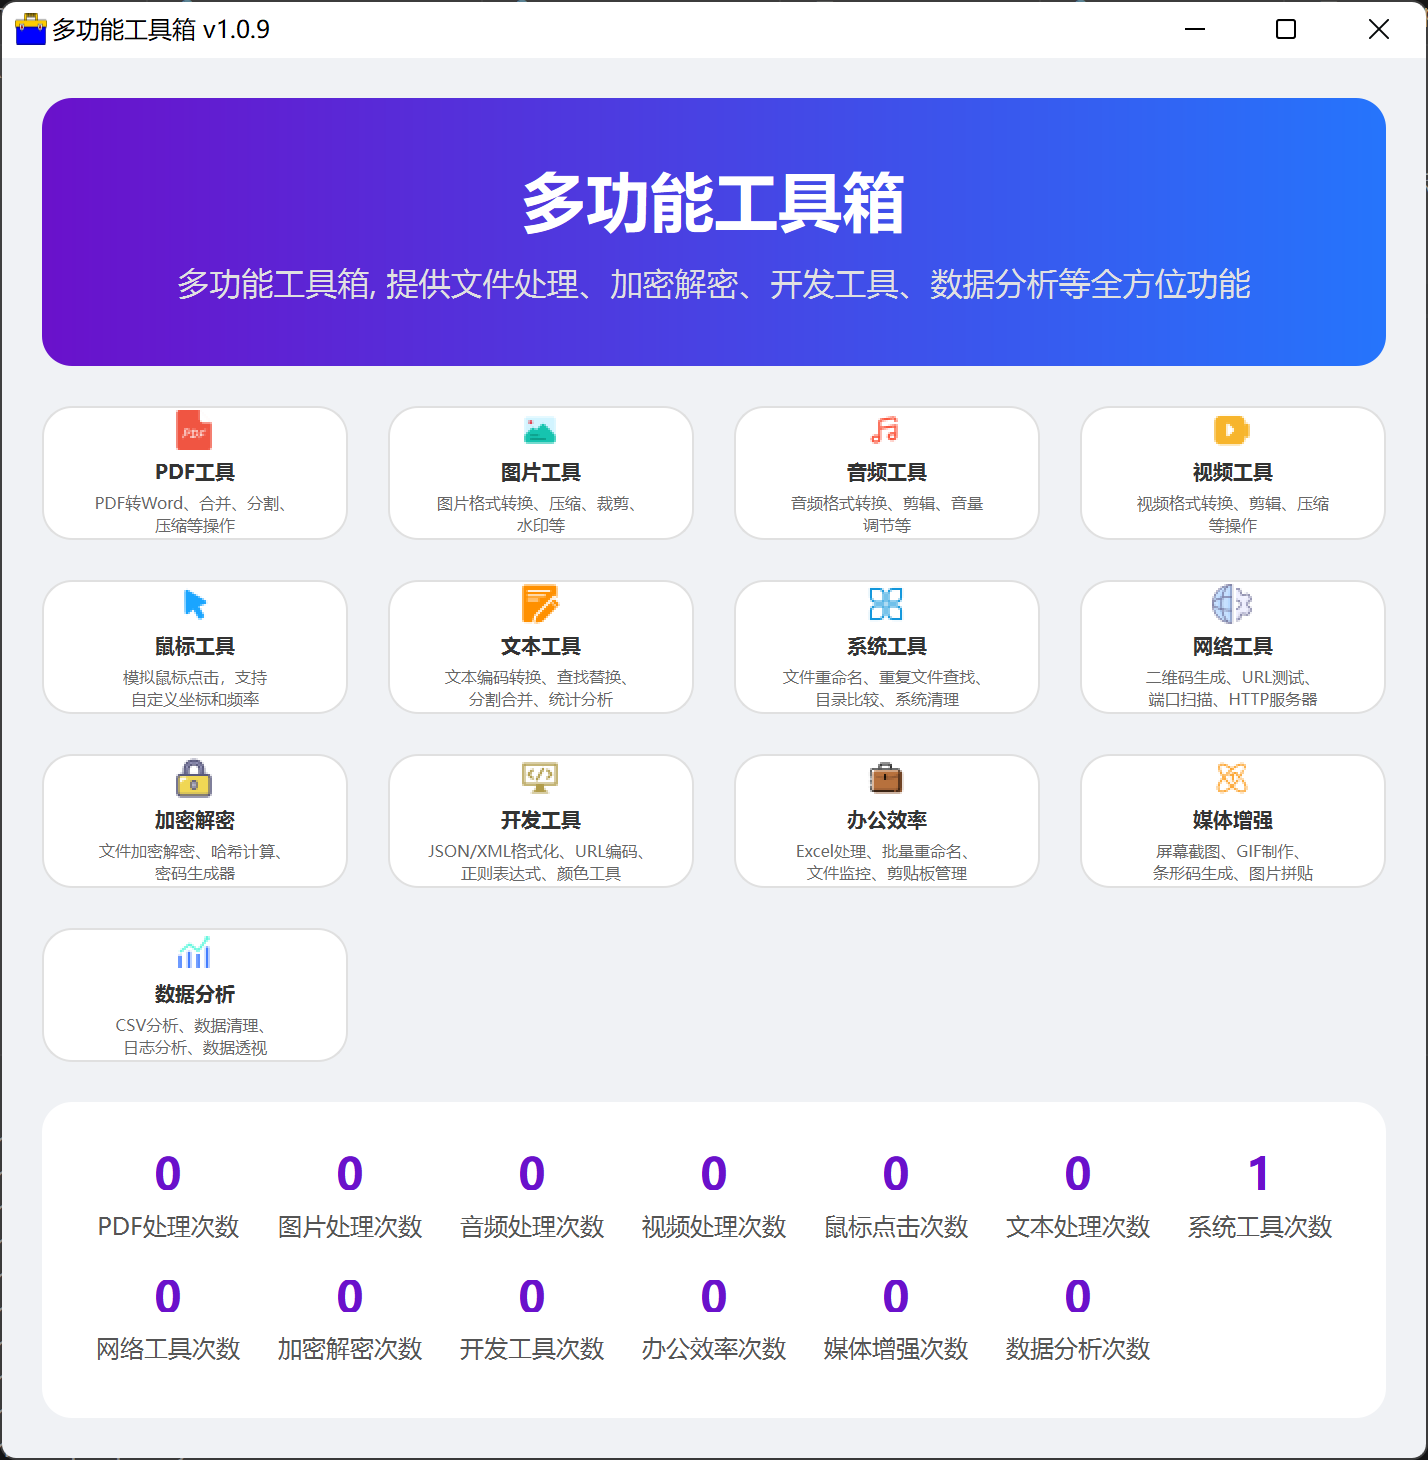 多功能工具箱 v1.0.9
多功能工具箱
多功能工具箱, 提供文件处理、加密解密、开发工具、数据分析等全方位功能
PDF
PDF工具
PDF转Word、合并、分割、
压缩等操作
图片工具
图片格式转换、压缩、裁剪、
水印等
音频工具
音频格式转换、剪辑、音量
调节等
视频工具
视频格式转换、剪辑、压缩
等操作
鼠标工具
模拟鼠标点击，支持
自定义坐标和频率
文本工具
文本编码转换、查找替换、
分割合并、统计分析
系统工具
文件重命名、重复文件查找、
目录比较、系统清理
网络工具
二维码生成、URL测试、
端口扫描、HTTP服务器
加密解密
文件加密解密、哈希计算、
密码生成器
开发工具
JSON/XML格式化、URL编码、
正则表达式、颜色工具
办公效率
Excel处理、批量重命名、
文件监控、剪贴板管理
媒体增强
屏幕截图、GIF制作、
条形码生成、图片拼贴
数据分析
CSV分析、数据清理、
日志分析、数据透视
0 0 0 0 0 0 1
PDF处理次数 图片处理次数 音频处理次数 视频处理次数 鼠标点击次数 文本处理次数 系统工具次数
0 0 0 0 0 0
网络工具次数 加密解密次数 开发工具次数 办公效率次数 媒体增强次数 数据分析次数